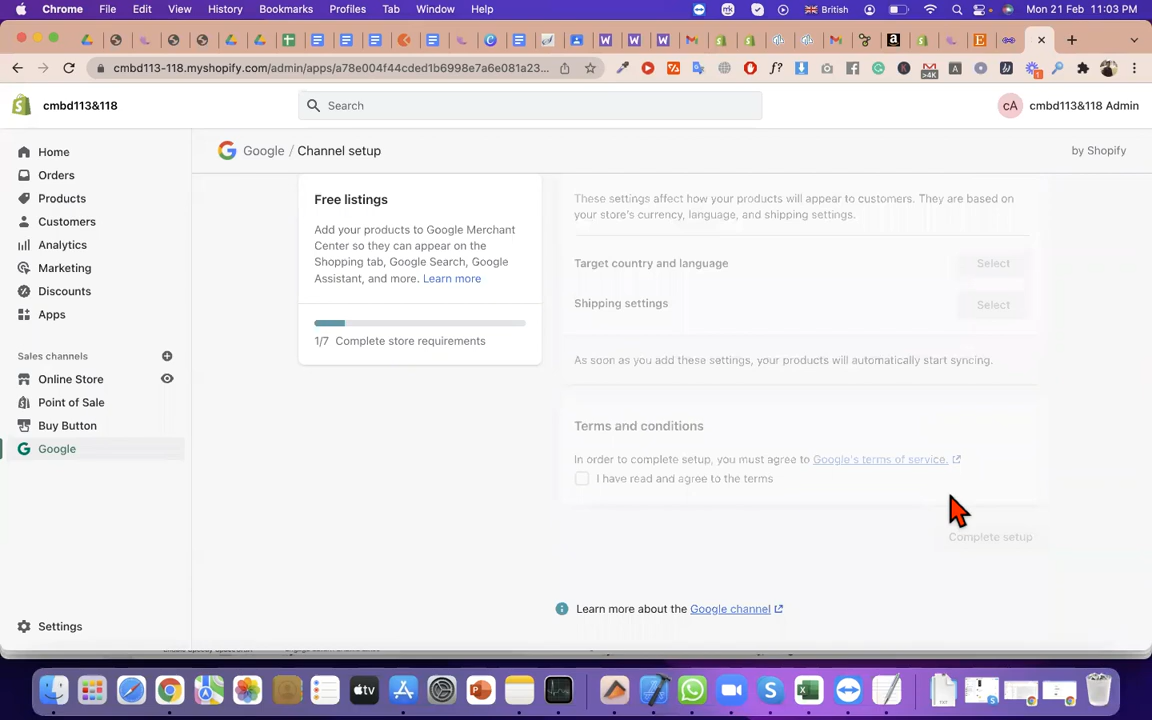 Chrome File Edit View History Bookmarks Profiles Tab Window Help British Mon 21 Feb 11:03 PM
cmbd113-118.myshopify.com/admin/apps/a78e004f44cded1b6998e7a6e081a23...
cmbd113&118 Search cA cmbd113&118 Admin
Home
Orders
Products
Customers
Analytics
Marketing
Discounts
Apps
Sales channels
Online Store
Point of Sale
Buy Button
Google
Settings
Google / Channel setup by Shopify
Free listings
Add your products to Google Merchant
Center so they can appear on the
Shopping tab, Google Search, Google
Assistant, and more. Learn more
1/7 Complete store requirements
These settings affect how your products will appear to customers. They are based on
your store's currency, language, and shipping settings.
Target country and language Select
Shipping settings Select
As soon as you add these settings, your products will automatically start syncing.
Terms and conditions
In order to complete setup, you must agree to Google's terms of service.
I have read and agree to the terms
Complete setup
Learn more about the Google channel